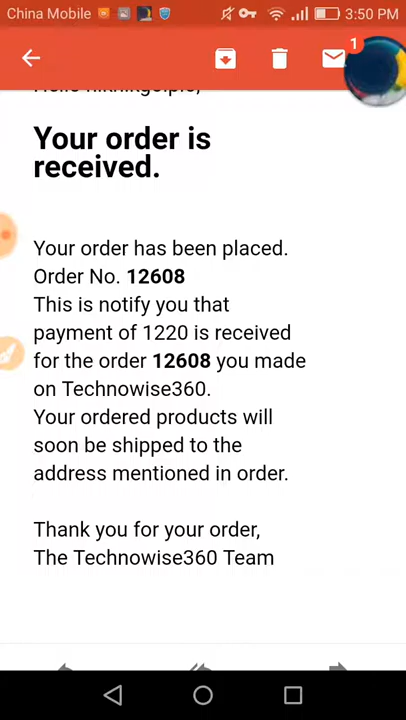 China Mobile 3:50 PM
1
Your order is
received.
Your order has been placed.
Order No. 12608
This is notify you that
payment of 1220 is received
for the order 12608 you made
on Technowise360.
Your ordered products will
soon be shipped to the
address mentioned in order.
Thank you for your order,
The Technowise360 Team